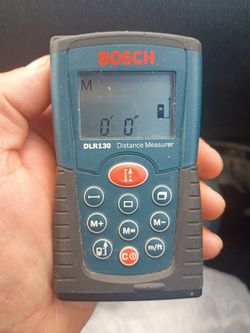 BOSCH
M
0' 0"
DLR130 Distance Measurer
M+ M= M-
C m/ft